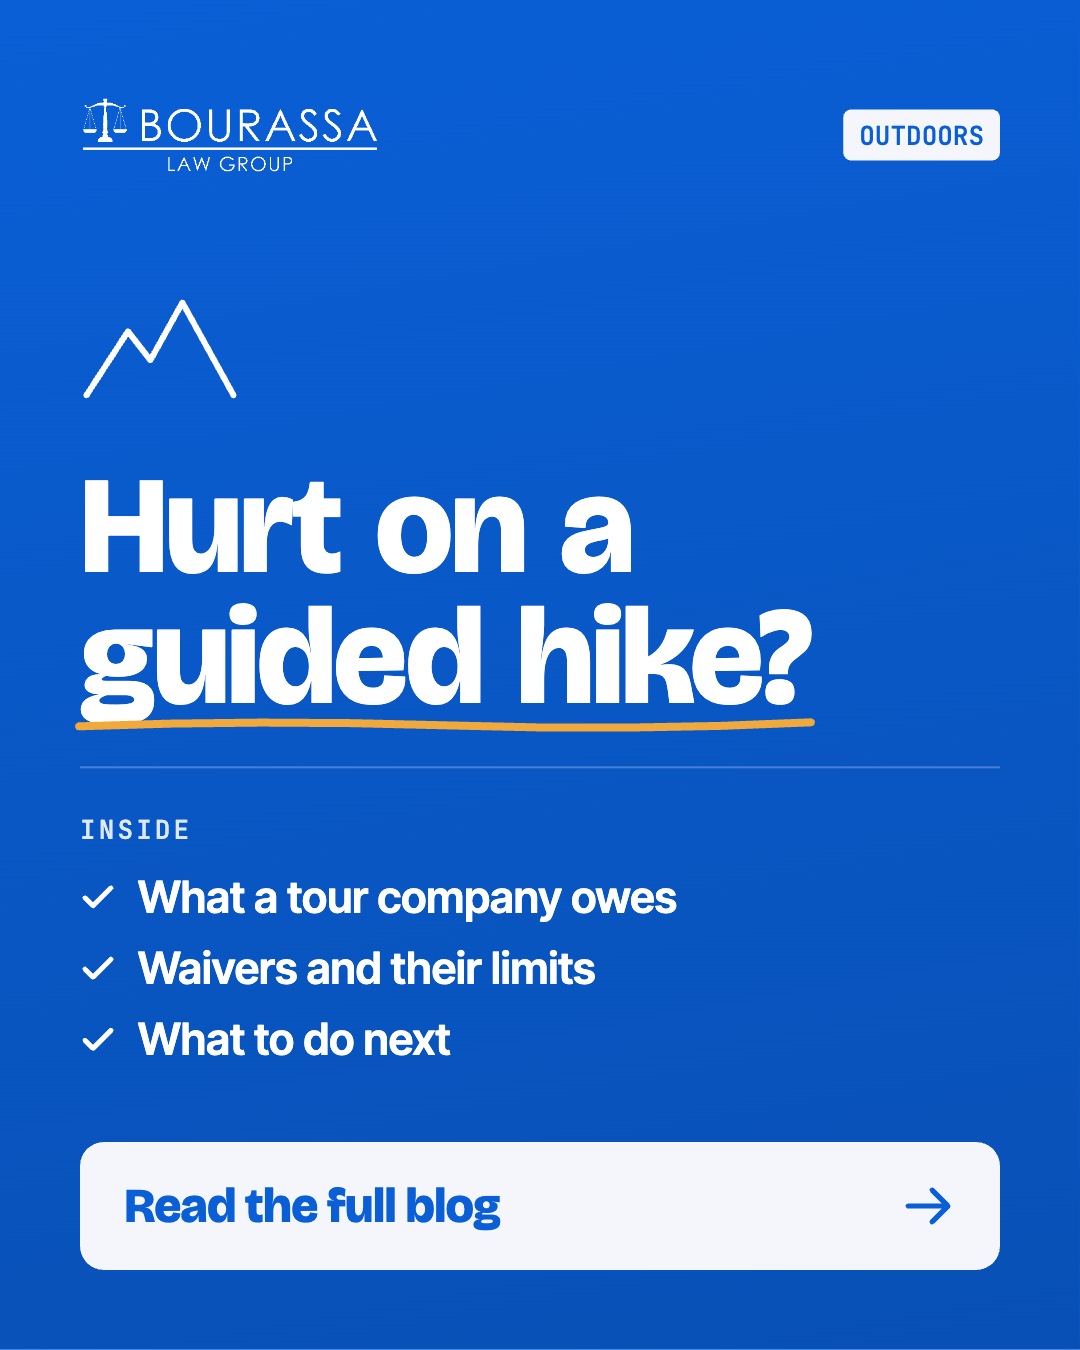 BOURASSA
LAW GROUP
OUTDOORS
Hurt on a
guided hike?
INSIDE
What a tour company owes
Waivers and their limits
What to do next
Read the full blog